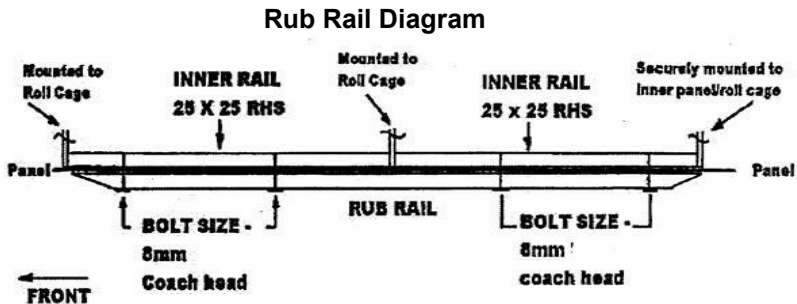 Rub Rail Diagram
Mounted to
Roll Cage
INNER RAIL
25 X 25 RHS
Mounted to
Roll Cage
INNER RAIL
25 x 25 RHS
Securely mounted to
inner panel/roll cage
Panel
Panel
RUB RAIL
BOLT SIZE -
8mm
Coach head
BOLT SIZE -
8mm
coach head
FRONT